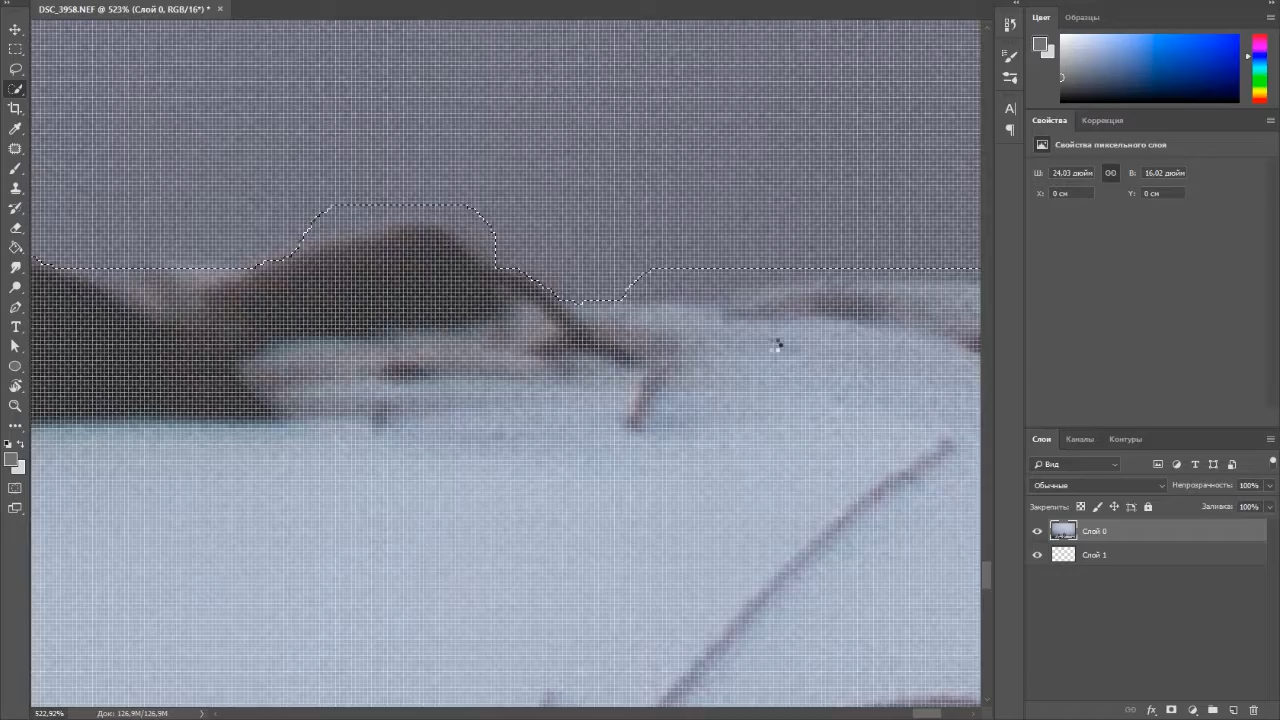 DSC_3958.NEF @ 523% (Слой 0, RGB/16*) * ×
Цвет Образцы
Свойства Коррекция
Свойства пиксельного слоя
Ш: 24,03 дюйм В: 16,02 дюйм
X: 0 см Y: 0 см
Слои Каналы Контуры
Вид
Обычные Непрозрачность: 100%
Закрепить: Заливка: 100%
Слой 0
Слой 1
522,92% Док: 126,9M/126,9M